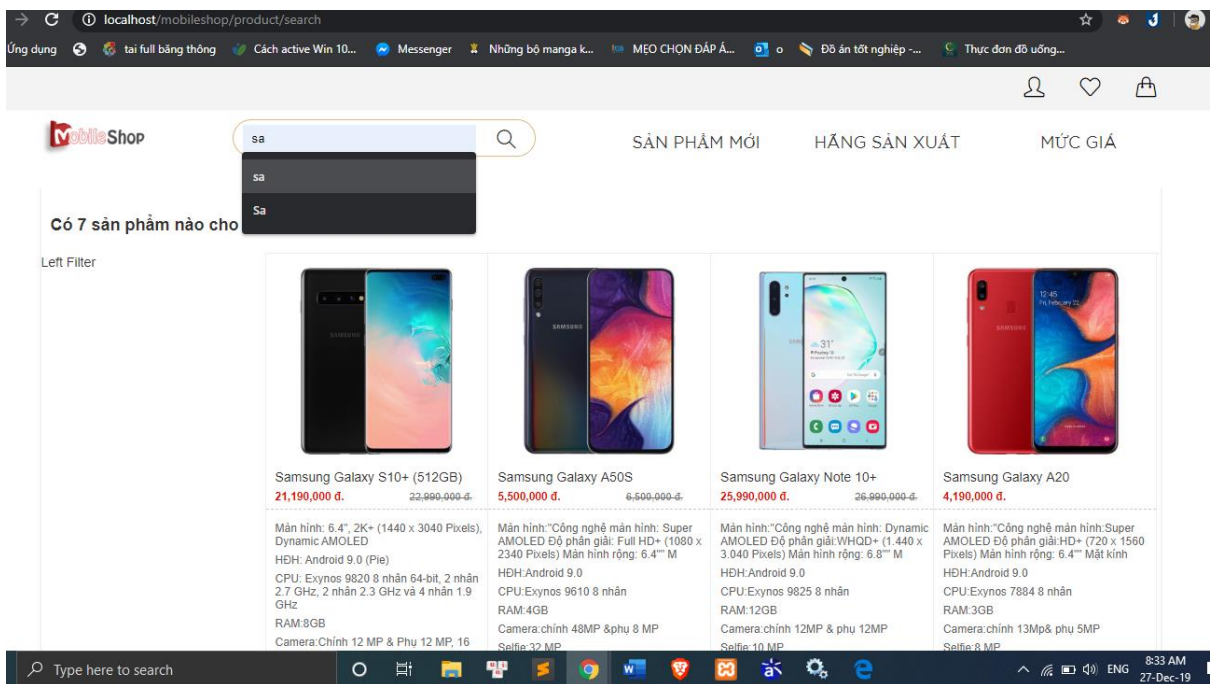 localhost/mobileshop/product/search
Ứng dụng tai full băng thông Cách active Win 10... Messenger Những bộ manga k... MẸO CHỌN ĐÁP Á... o Đồ án tốt nghiệp -... Thực đơn đồ uống...
MobileShop
sa
SẢN PHẨM MỚI HÃNG SẢN XUẤT MỨC GIÁ
sa
Sa
Có 7 sản phẩm nào cho
Left Filter
SAMSUNG
SAMSUNG
12:45
SAMSUNG
31°
Samsung Galaxy S10+ (512GB)
21,190,000 đ. 22,990,000 đ.
Màn hình: 6.4", 2K+ (1440 x 3040 Pixels),
Dynamic AMOLED
HĐH: Android 9.0 (Pie)
CPU: Exynos 9820 8 nhân 64-bit, 2 nhân
2.7 GHz, 2 nhân 2.3 GHz và 4 nhân 1.9
GHz
RAM:8GB
Camera:Chính 12 MP & Phụ 12 MP, 16
Samsung Galaxy A50S
5,500,000 đ. 6,500,000 đ.
Màn hình:"Công nghệ màn hình: Super
AMOLED Độ phân giải: Full HD+ (1080 x
2340 Pixels) Màn hình rộng: 6.4"" M
HĐH:Android 9.0
CPU:Exynos 9610 8 nhân
RAM:4GB
Camera:chính 48MP &phụ 8 MP
Selfie:32 MP
Samsung Galaxy Note 10+
25,990,000 đ. 26,990,000 đ.
Màn hình:"Công nghệ màn hình: Dynamic
AMOLED Độ phân giải:WHQD+ (1.440 x
3.040 Pixels) Màn hình rộng: 6.8"" M
HĐH:Android 9.0
CPU:Exynos 9825 8 nhân
RAM:12GB
Camera:chính 12MP & phụ 12MP
Selfie:10 MP
Samsung Galaxy A20
4,190,000 đ.
Màn hình:"Công nghệ màn hình:Super
AMOLED Độ phân giải:HD+ (720 x 1560
Pixels) Màn hình rộng: 6.4"" Mặt kính
HĐH:Android 9.0
CPU:Exynos 7884 8 nhân
RAM:3GB
Camera:chính 13Mp& phụ 5MP
Selfie:8 MP
Type here to search
ENG 8:33 AM
27-Dec-19